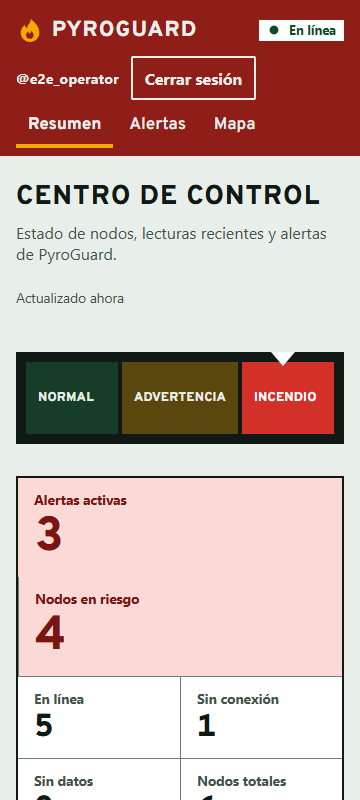 PYROGUARD
En línea
@e2e_operator
Cerrar sesión
Resumen Alertas Mapa
CENTRO DE CONTROL
Estado de nodos, lecturas recientes y alertas
de PyroGuard.
Actualizado ahora
NORMAL ADVERTENCIA INCENDIO
Alertas activas
3
Nodos en riesgo
4
En línea Sin conexión
5 1
Sin datos Nodos totales